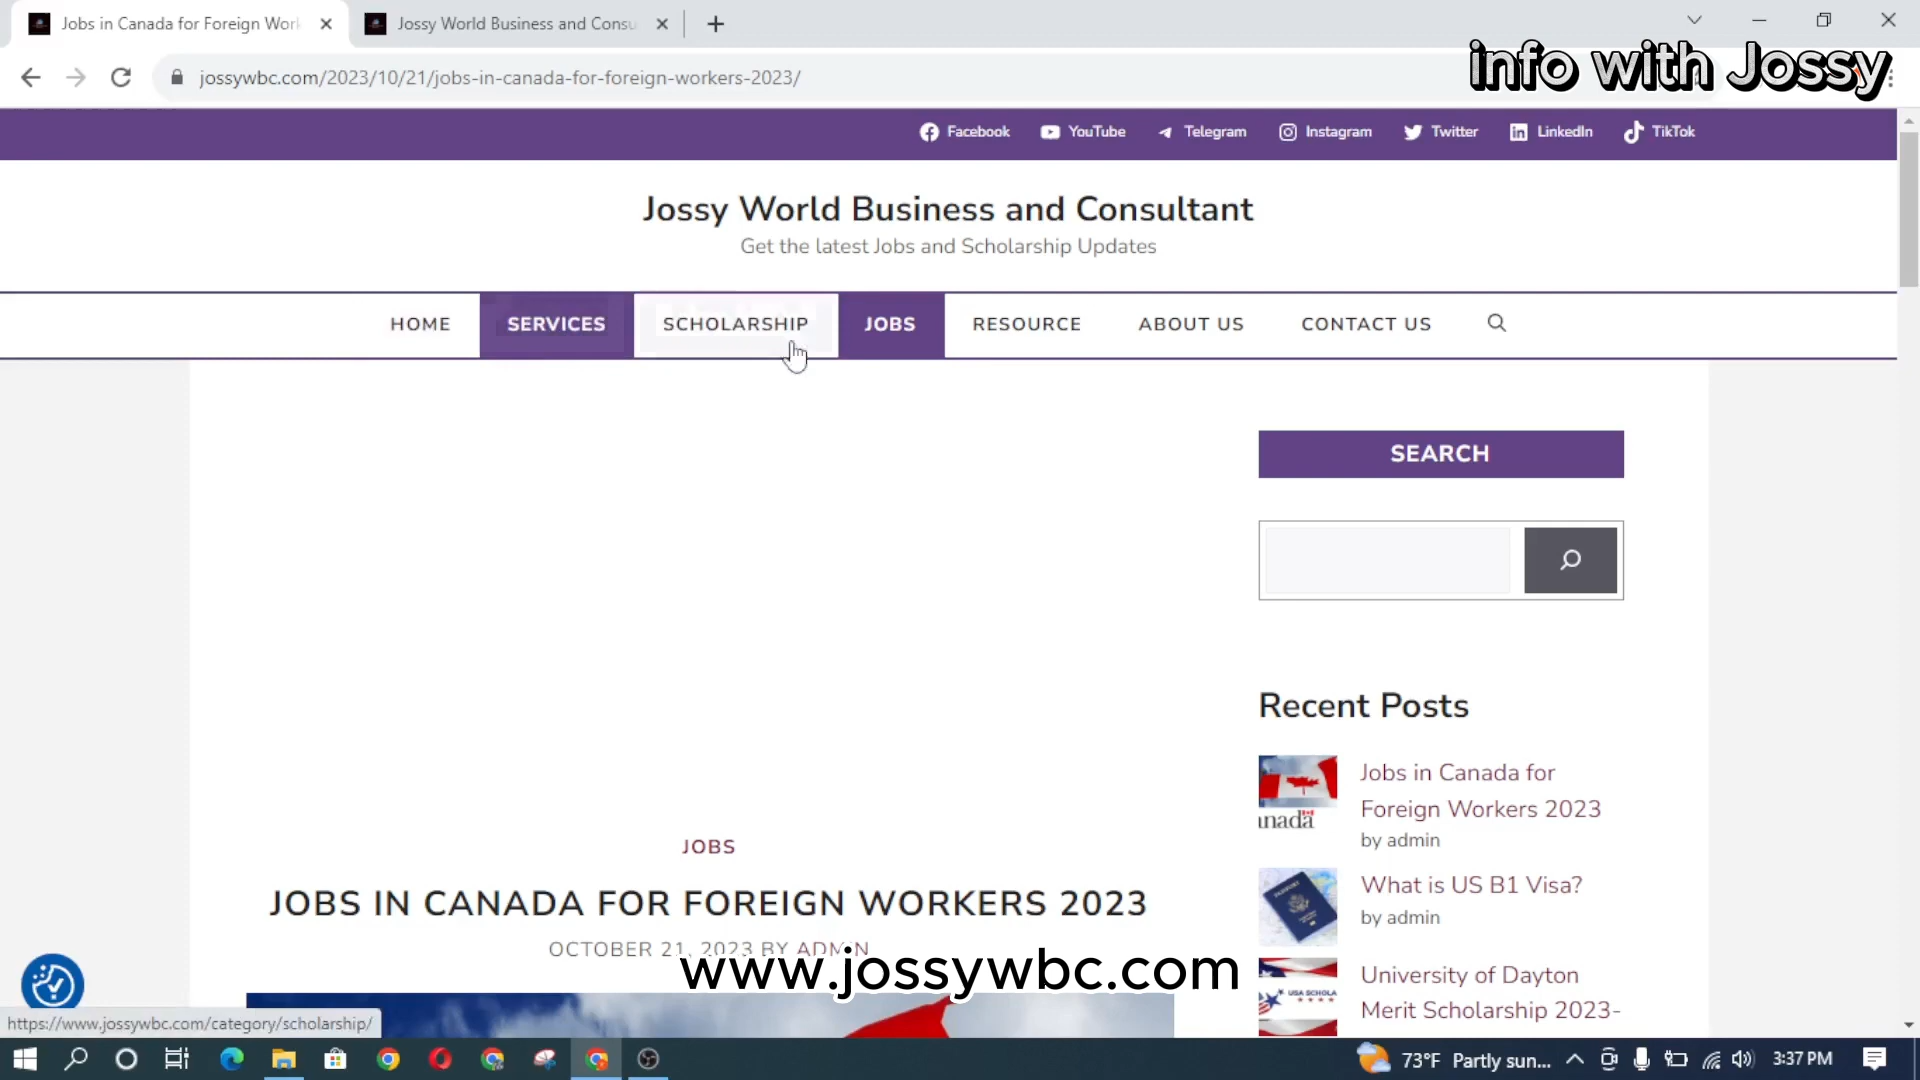 Jobs in Canada for Foreign Work
Jossy World Business and Consu
jossywbc.com/2023/10/21/jobs-in-canada-for-foreign-workers-2023/
info with Jossy
Facebook YouTube Telegram Instagram Twitter LinkedIn TikTok
Jossy World Business and Consultant
Get the latest Jobs and Scholarship Updates
HOME SERVICES SCHOLARSHIP JOBS RESOURCE ABOUT US CONTACT US
SEARCH
Recent Posts
Jobs in Canada for
Foreign Workers 2023
by admin
What is US B1 Visa?
by admin
University of Dayton
Merit Scholarship 2023-
JOBS
JOBS IN CANADA FOR FOREIGN WORKERS 2023
OCTOBER 21, 2023 BY ADMIN
www.jossywbc.com
anada
PASSPORT
USA SCHOLA
https://www.jossywbc.com/category/scholarship/
73°F Partly sun...
3:37 PM